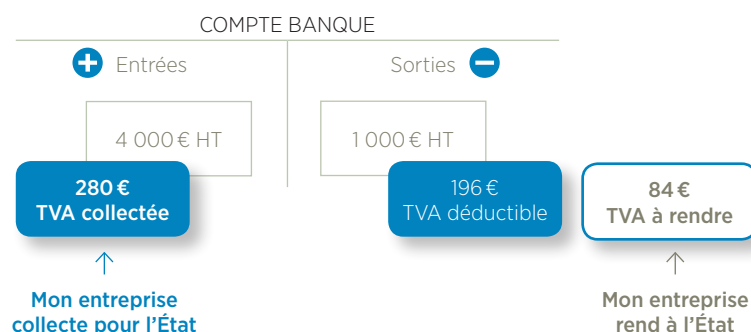 COMPTE BANQUE
+ Entrées
Sorties −
4 000 € HT
1 000 € HT
280 €
TVA collectée
196 €
TVA déductible
84 €
TVA à rendre
Mon entreprise
collecte pour l’État
Mon entreprise
rend à l’État